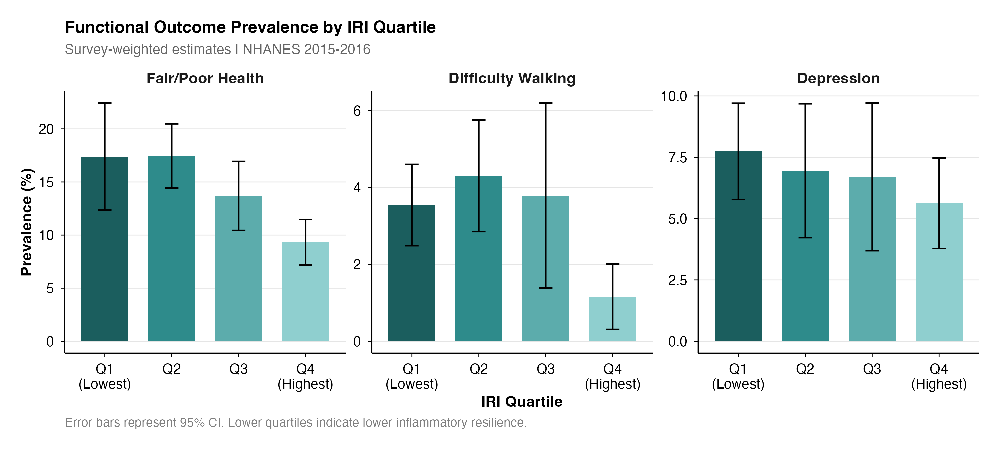 Functional Outcome Prevalence by IRI Quartile
Survey-weighted estimates | NHANES 2015-2016
Fair/Poor Health
Difficulty Walking
Depression
Prevalence (%)
20
15
10
5
0
6
4
2
0
10.0
7.5
5.0
2.5
0.0
Q1 Q2 Q3 Q4
(Lowest) (Highest)
Q1 Q2 Q3 Q4
(Lowest) (Highest)
Q1 Q2 Q3 Q4
(Lowest) (Highest)
IRI Quartile
Error bars represent 95% CI. Lower quartiles indicate lower inflammatory resilience.